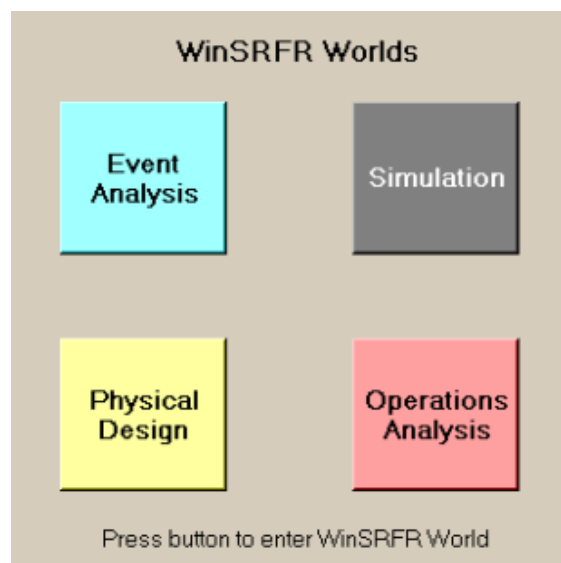 WinSRFR Worlds
Event
Analysis
Simulation
Physical
Design
Operations
Analysis
Press button to enter WinSRFR World